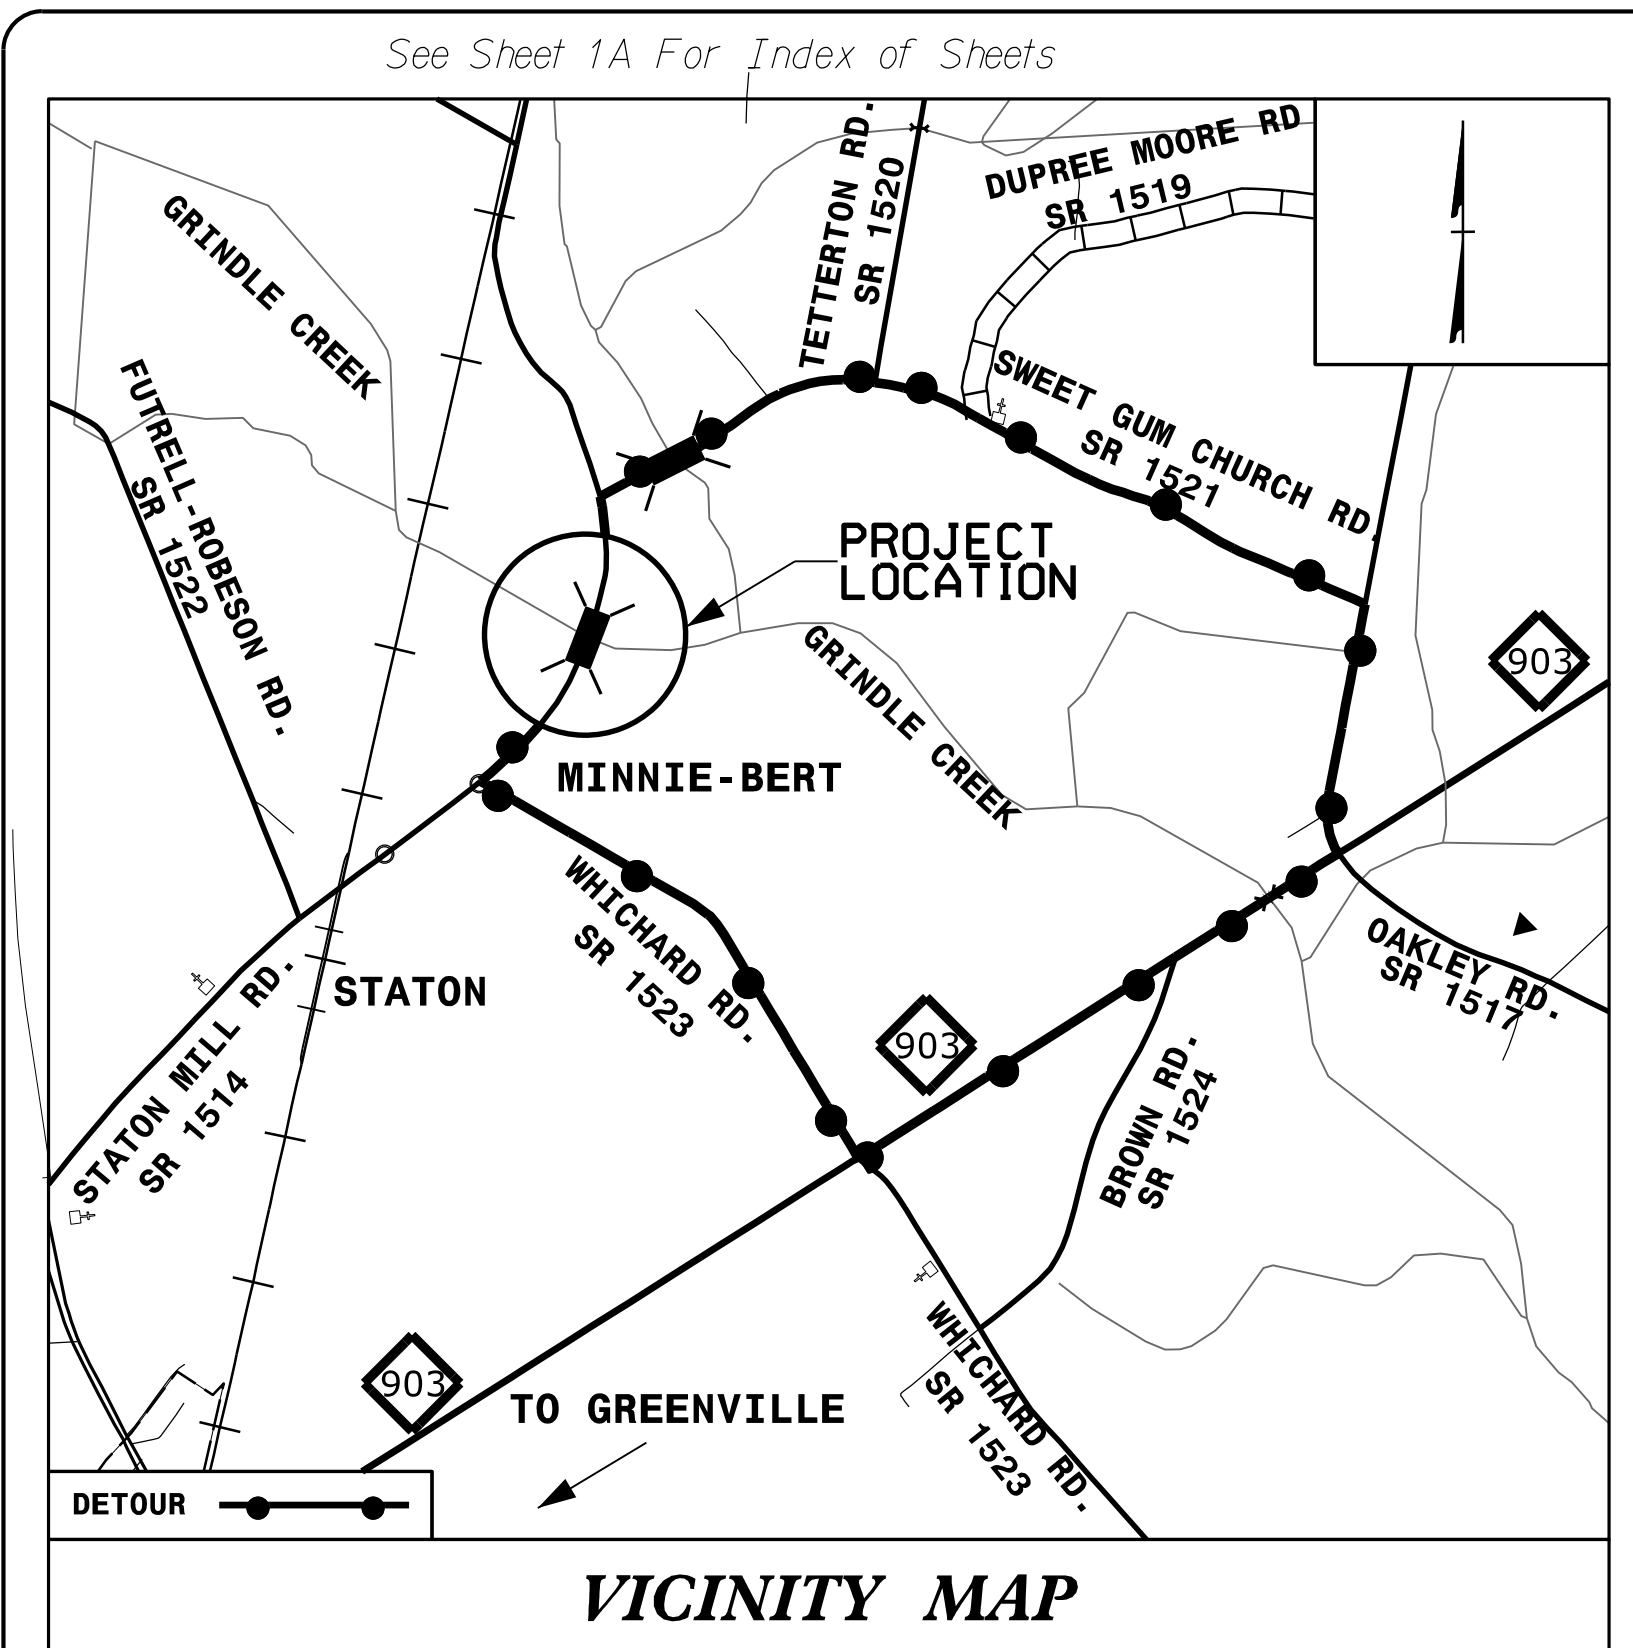 See Sheet 1A For Index of Sheets
TETTERTON RD.
SR 1520
DUPREE MOORE RD
SR 1519
GRINDLE CREEK
FUTRELL-ROBESON RD.
SR 1522
SWEET GUM CHURCH RD.
SR 1521
PROJECT
LOCATION
903
GRINDLE CREEK
MINNIE-BERT
WHICHARD RD.
SR 1523
OAKLEY RD.
SR 1517
STATON
903
STATON MILL RD.
SR 1514
BROWN RD.
SR 1524
903
TO GREENVILLE
WHICHARD RD.
SR 1523
DETOUR
VICINITY MAP